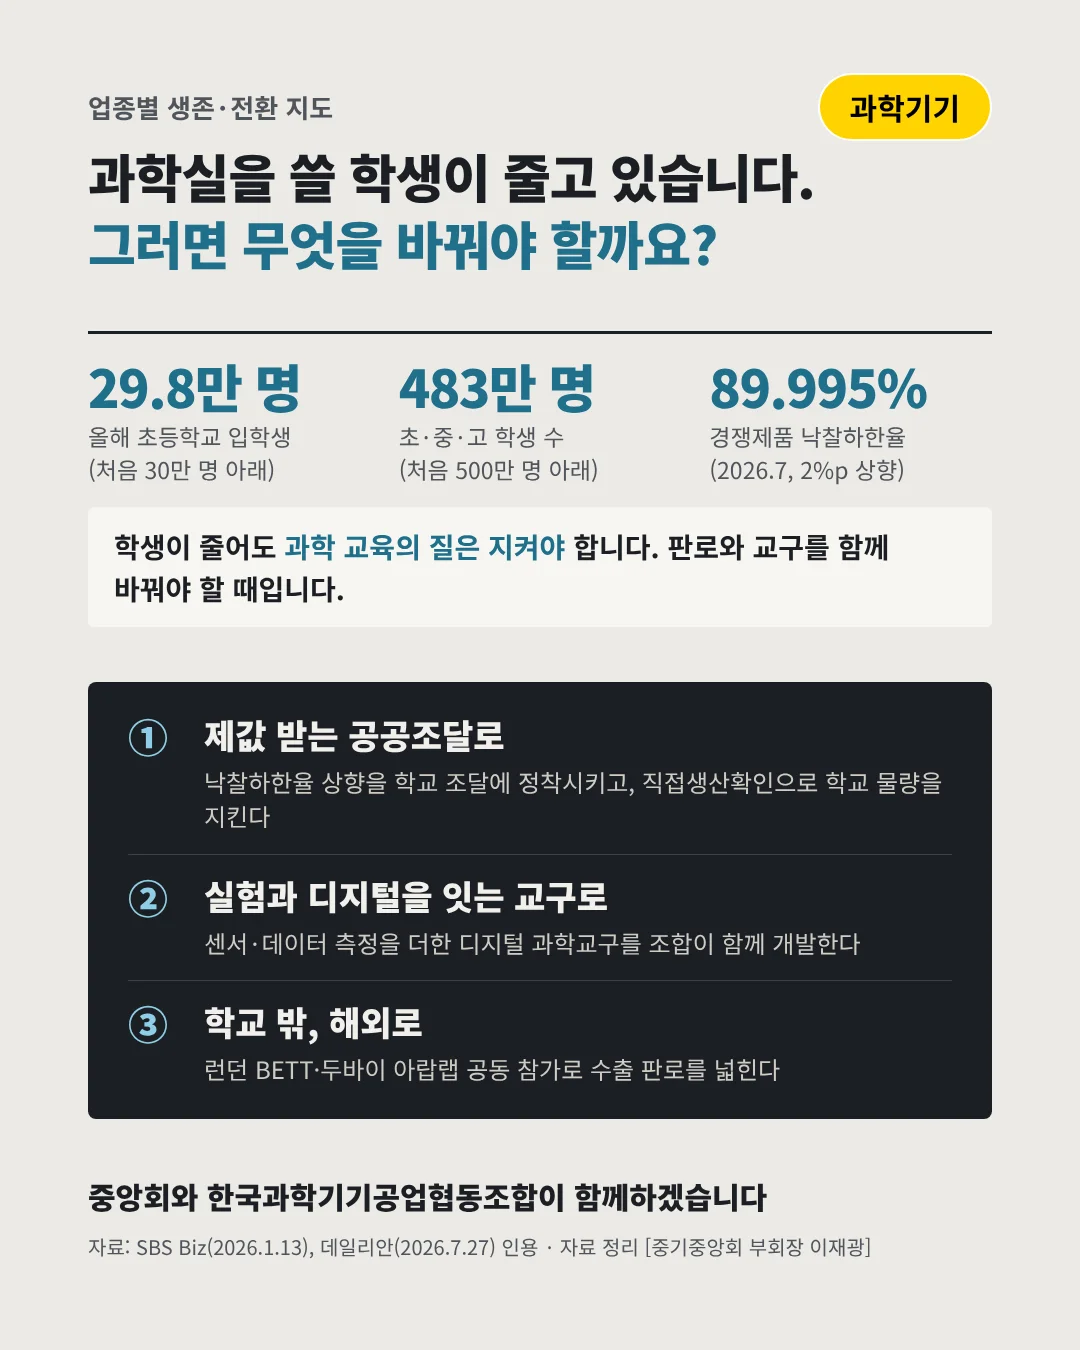 업종별 생존·전환 지도
과학기기
과학실을 쓸 학생이 줄고 있습니다.
그러면 무엇을 바꿔야 할까요?
29.8만 명
올해 초등학교 입학생
(처음 30만 명 아래)
483만 명
초·중·고 학생 수
(처음 500만 명 아래)
89.995%
경쟁제품 낙찰하한율
(2026.7, 2%p 상향)
학생이 줄어도 과학 교육의 질은 지켜야 합니다. 판로와 교구를 함께
바꿔야 할 때입니다.
① 제값 받는 공공조달로
낙찰하한율 상향을 학교 조달에 정착시키고, 직접생산확인으로 학교 물량을
지킨다
② 실험과 디지털을 잇는 교구로
센서·데이터 측정을 더한 디지털 과학교구를 조합이 함께 개발한다
③ 학교 밖, 해외로
런던 BETT·두바이 아랍랩 공동 참가로 수출 판로를 넓힌다
중앙회와 한국과학기기공업협동조합이 함께하겠습니다
자료: SBS Biz(2026.1.13), 데일리안(2026.7.27) 인용 · 자료 정리 [중기중앙회 부회장 이재광]